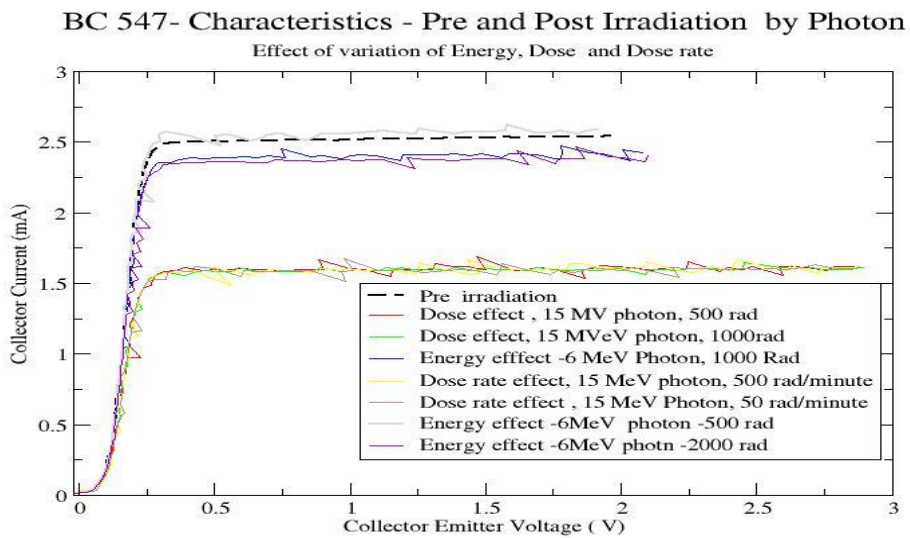 BC 547- Characteristics - Pre and Post Irradiation by Photon
Effect of variation of Energy, Dose and Dose rate
3
2.5
2
1.5
1
0.5
0
Collector Current (mA)
Pre irradiation
Dose effect , 15 MV photon, 500 rad
Dose effect, 15 MVeV photon, 1000rad
Energy efffect -6 MeV Photon, 1000 Rad
Dose rate effect, 15 MeV photon, 500 rad/minute
Dose rate effect , 15 MeV Photon, 50 rad/minute
Energy effect -6MeV photon -500 rad
Energy effect -6MeV photn -2000 rad
0 0.5 1 1.5 2 2.5 3
Collector Emitter Voltage ( V)